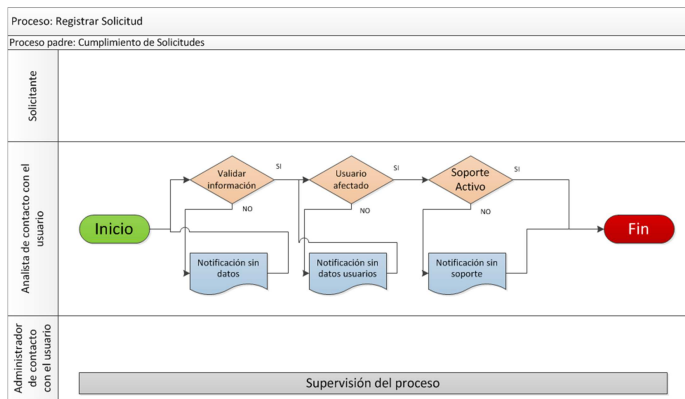 Proceso: Registrar Solicitud
Proceso padre: Cumplimiento de Solicitudes
Solicitante
Analista de contacto con el
usuario
Inicio
Validar
información
SI
NO
Usuario
afectado
SI
NO
Soporte
Activo
SI
NO
Fin
Notificación sin
datos
Notificación sin
datos usuarios
Notificación sin
soporte
Administrador
de contacto
con el usuario
Supervisión del proceso